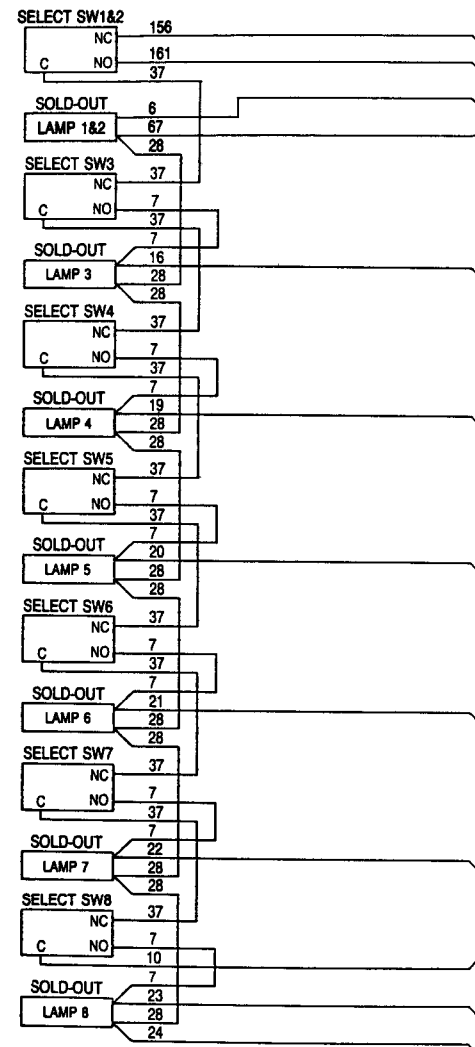 SELECT SW1&2
NC 156
C NO 161
37
SOLD-OUT 6
LAMP 1&2 67
28
SELECT SW3
NC 37
C NO 7
37
SOLD-OUT 7
LAMP 3 16
28
28
SELECT SW4
NC 37
C NO 7
37
SOLD-OUT 7
LAMP 4 19
28
28
SELECT SW5
NC 37
C NO 7
37
SOLD-OUT 7
LAMP 5 20
28
28
SELECT SW6
NC 37
C NO 7
37
SOLD-OUT 7
LAMP 6 21
28
28
SELECT SW7
NC 37
C NO 7
37
SOLD-OUT 7
LAMP 7 22
28
28
SELECT SW8
NC 37
C NO 7
10
SOLD-OUT 7
LAMP 8 23
28
24